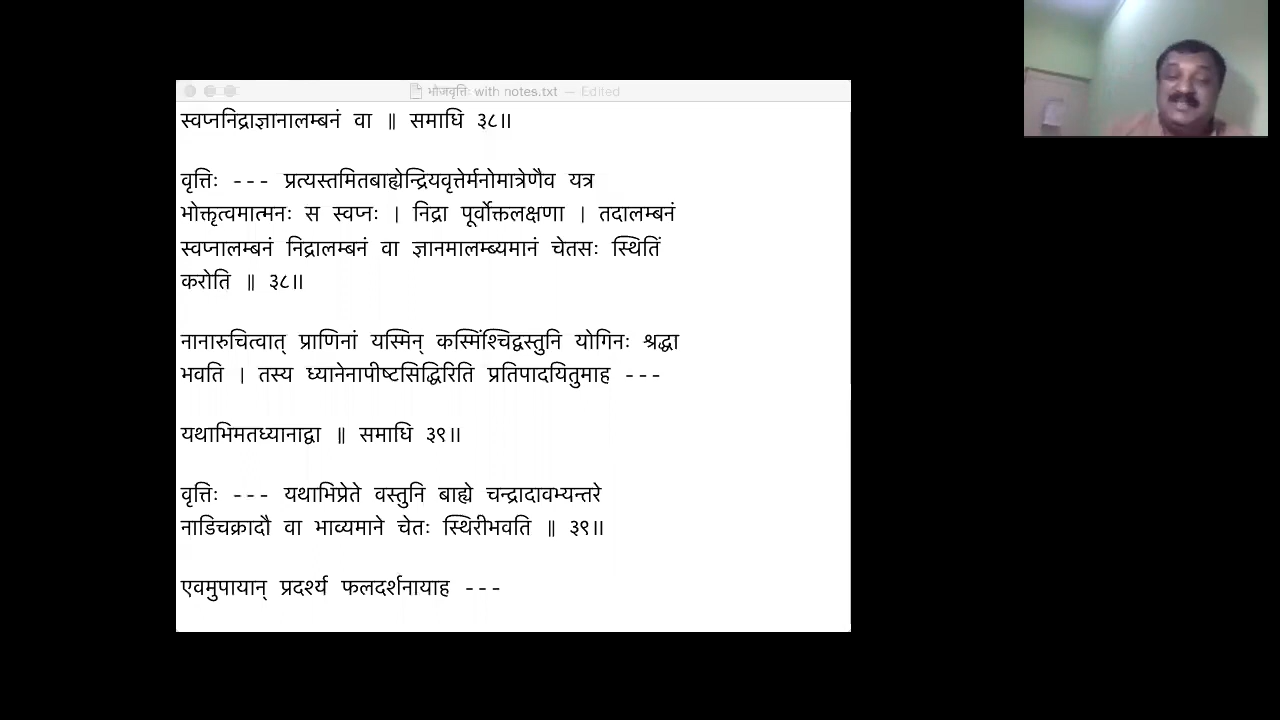 भोजवृत्तिः with notes.txt — Edited
स्वप्ननिद्राज्ञानालम्बनं वा ॥ समाधि ३८॥
वृत्तिः --- प्रत्यस्तमितबाह्येन्द्रियवृत्तेर्मनोमात्रेणैव यत्र
भोक्तृत्वमात्मनः स स्वप्नः । निद्रा पूर्वोक्तलक्षणा । तदालम्बनं
स्वप्नालम्बनं निद्रालम्बनं वा ज्ञानमालम्ब्यमानं चेतसः स्थितिं
करोति ॥ ३८॥
नानारुचित्वात् प्राणिनां यस्मिन् कस्मिंश्चिद्वस्तुनि योगिनः श्रद्धा
भवति । तस्य ध्यानेनापीष्टसिद्धिरिति प्रतिपादयितुमाह ---
यथाभिमतध्यानाद्वा ॥ समाधि ३९॥
वृत्तिः --- यथाभिप्रेते वस्तुनि बाह्ये चन्द्रादावभ्यन्तरे
नाडिचक्रादौ वा भाव्यमाने चेतः स्थिरीभवति ॥ ३९॥
एवमुपायान् प्रदर्श्य फलदर्शनायाह ---